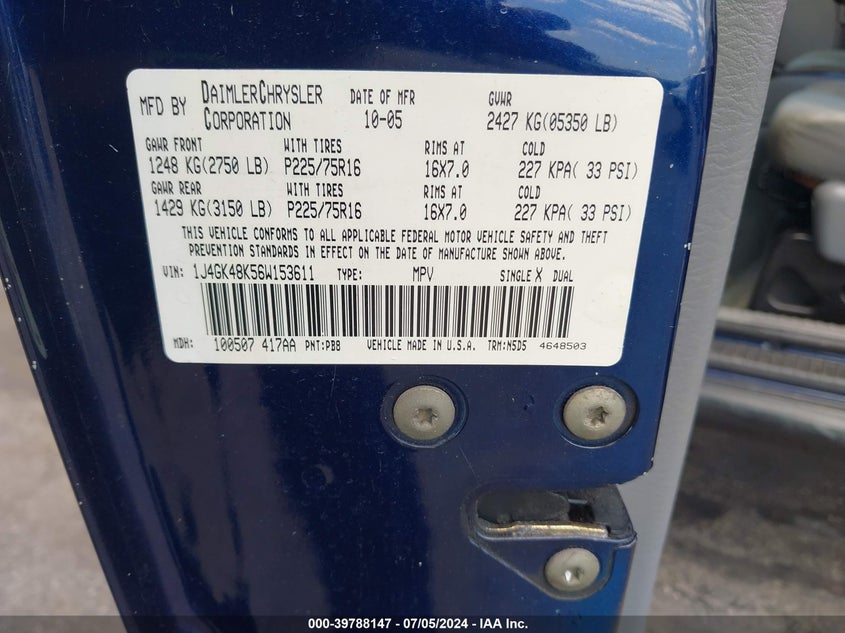 MFD BY DAIMLERCHRYSLER CORPORATION DATE OF MFR 10-05 GVWR 2427 KG(05350 LB)
GAWR FRONT WITH TIRES RIMS AT COLD
1248 KG(2750 LB) P225/75R16 16X7.0 227 KPA( 33 PSI)
GAWR REAR WITH TIRES RIMS AT COLD
1429 KG(3150 LB) P225/75R16 16X7.0 227 KPA( 33 PSI)
THIS VEHICLE CONFORMS TO ALL APPLICABLE FEDERAL MOTOR VEHICLE SAFETY AND THEFT
PREVENTION STANDARDS IN EFFECT ON THE DATE OF MANUFACTURE SHOWN ABOVE.
VIN: 1J4GK48K56W153611 TYPE: MPV SINGLE X DUAL
MDH: 100507 417AA PNT:PBB VEHICLE MADE IN U.S.A. TRM:N5D5 4648503
000-39788147 - 07/05/2024 - IAA Inc.